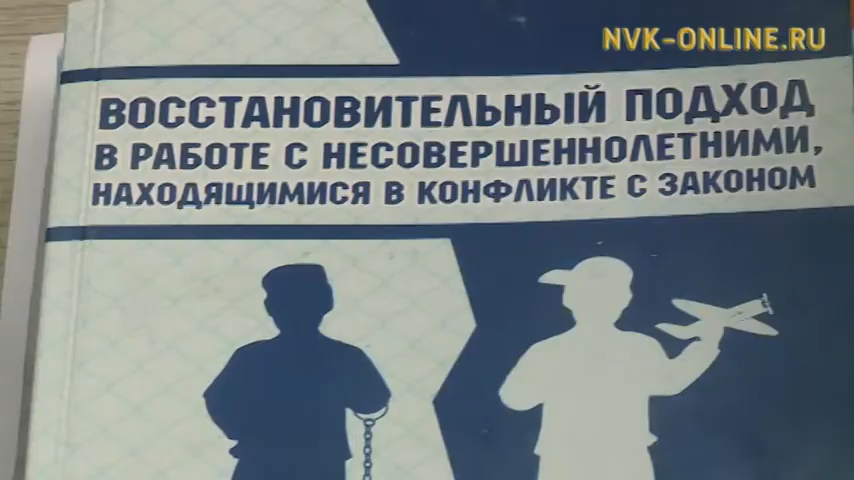 NVK-ONLINE.RU
ВОССТАНОВИТЕЛЬНЫЙ ПОДХОД
В РАБОТЕ С НЕСОВЕРШЕННОЛЕТНИМИ,
НАХОДЯЩИМИСЯ В КОНФЛИКТЕ С ЗАКОНОМ